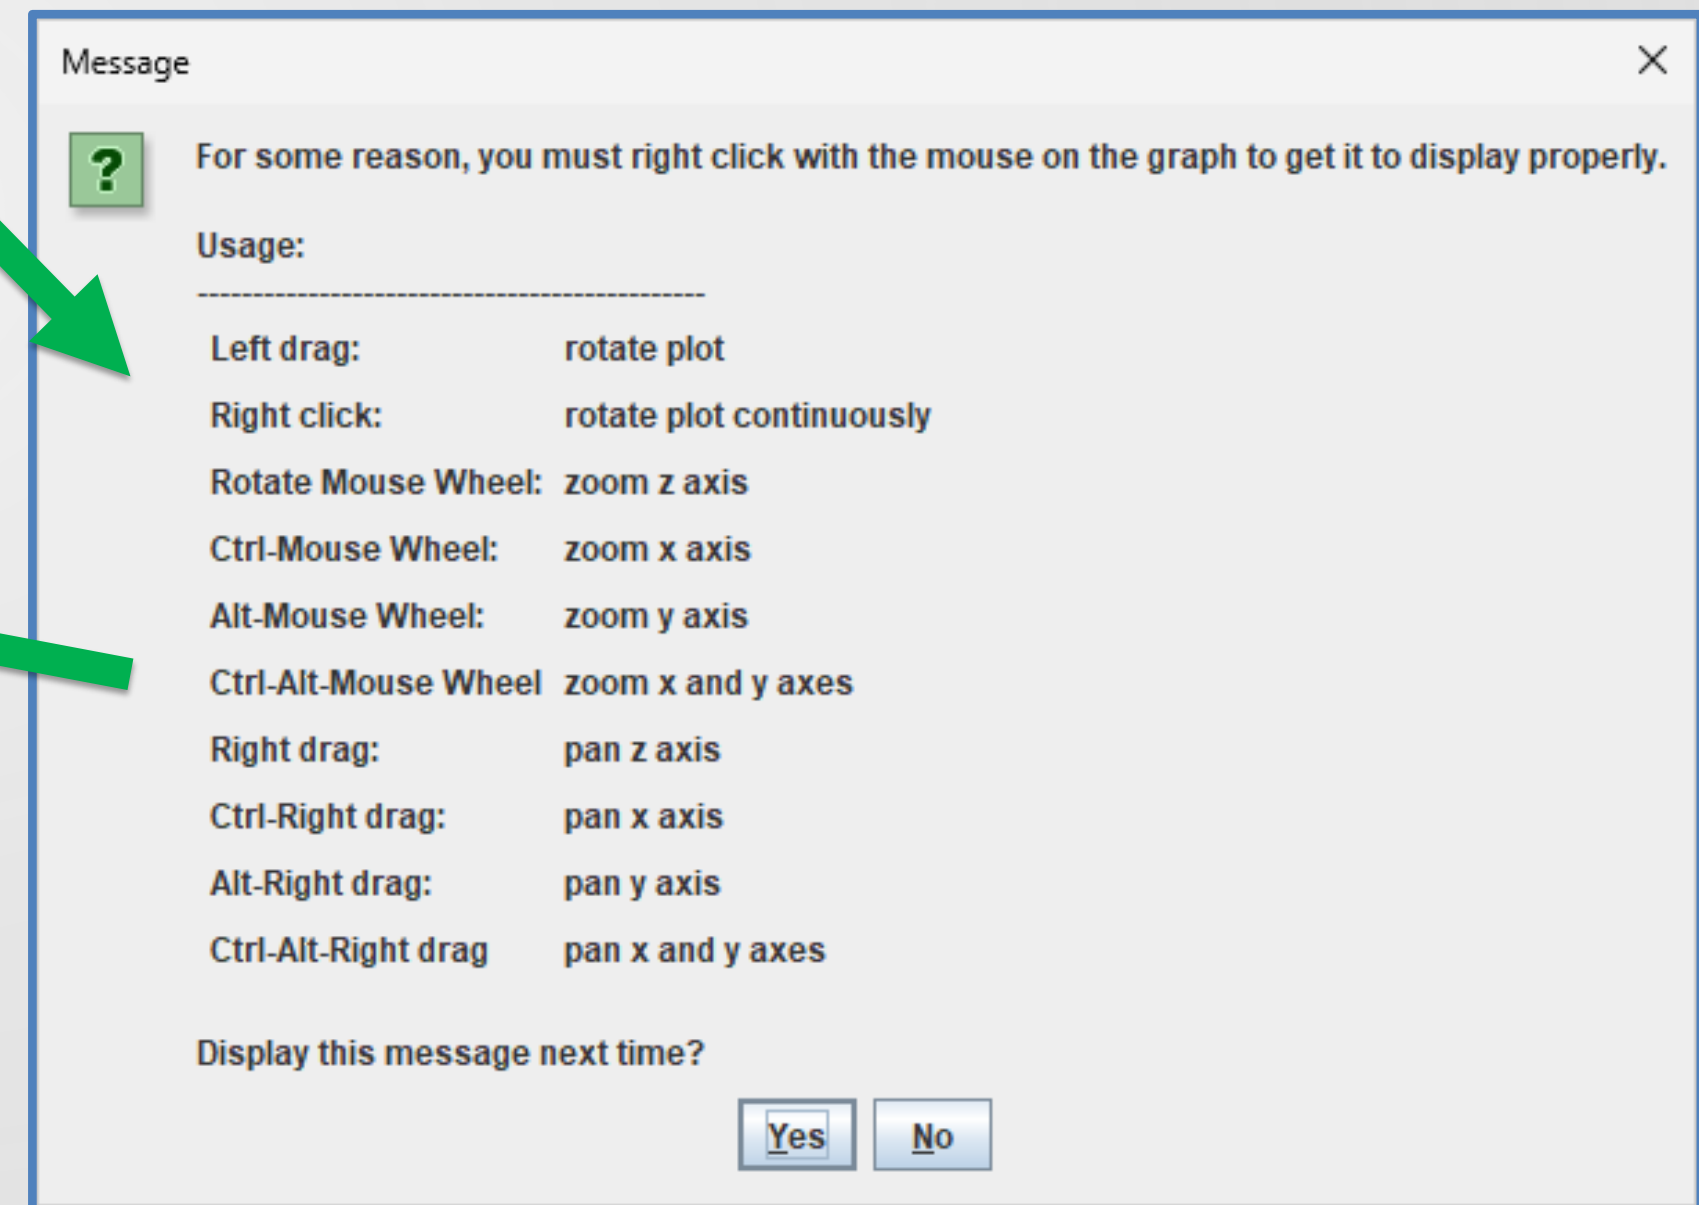 Message
For some reason, you must right click with the mouse on the graph to get it to display properly.
Usage:
----------------------------------------------
Left drag: rotate plot
Right click: rotate plot continuously
Rotate Mouse Wheel: zoom z axis
Ctrl-Mouse Wheel: zoom x axis
Alt-Mouse Wheel: zoom y axis
Ctrl-Alt-Mouse Wheel zoom x and y axes
Right drag: pan z axis
Ctrl-Right drag: pan x axis
Alt-Right drag: pan y axis
Ctrl-Alt-Right drag pan x and y axes
Display this message next time?
Yes No